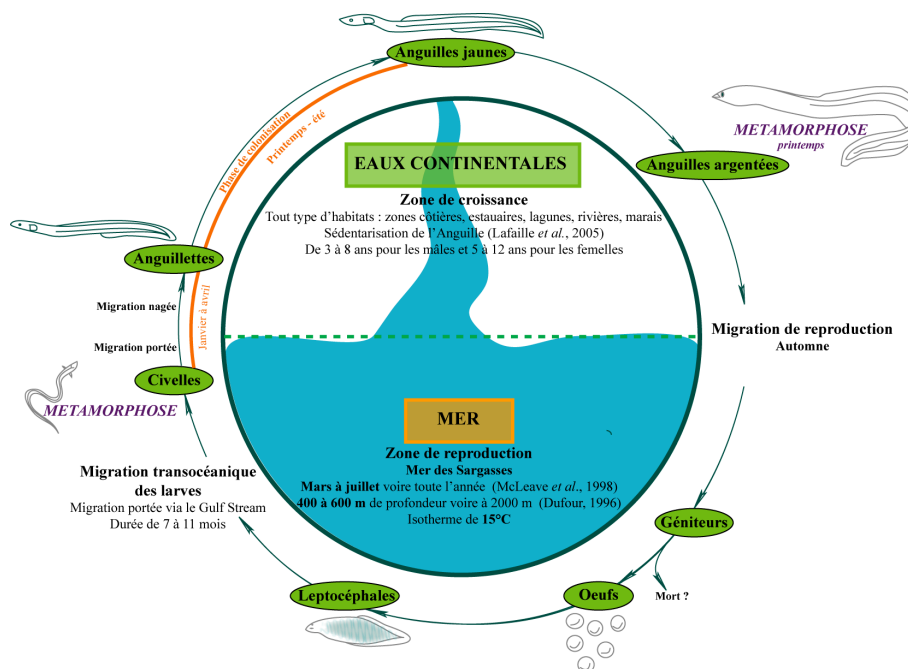 Anguilles jaunes
METAMORPHOSE
printemps
Anguilles argentées
Phase de colonisation
Printemps - été
Janvier à avril
EAUX CONTINENTALES
Zone de croissance
Tout type d'habitats : zones côtières, estauaires, lagunes, rivières, marais
Sédentarisation de l'Anguille (Lafaille et al., 2005)
De 3 à 8 ans pour les mâles et 5 à 12 ans pour les femelles
Anguillettes
Migration nagée
Migration portée
Civelles
METAMORPHOSE
Migration de reproduction
Automne
MER
Zone de reproduction
Mer des Sargasses
Mars à juillet voire toute l'année (McLeave et al., 1998)
400 à 600 m de profondeur voire à 2000 m (Dufour, 1996)
Isotherme de 15°C
Migration transocéanique
des larves
Migration portée via le Gulf Stream
Durée de 7 à 11 mois
Géniteurs
Mort ?
Oeufs
Leptocéphales